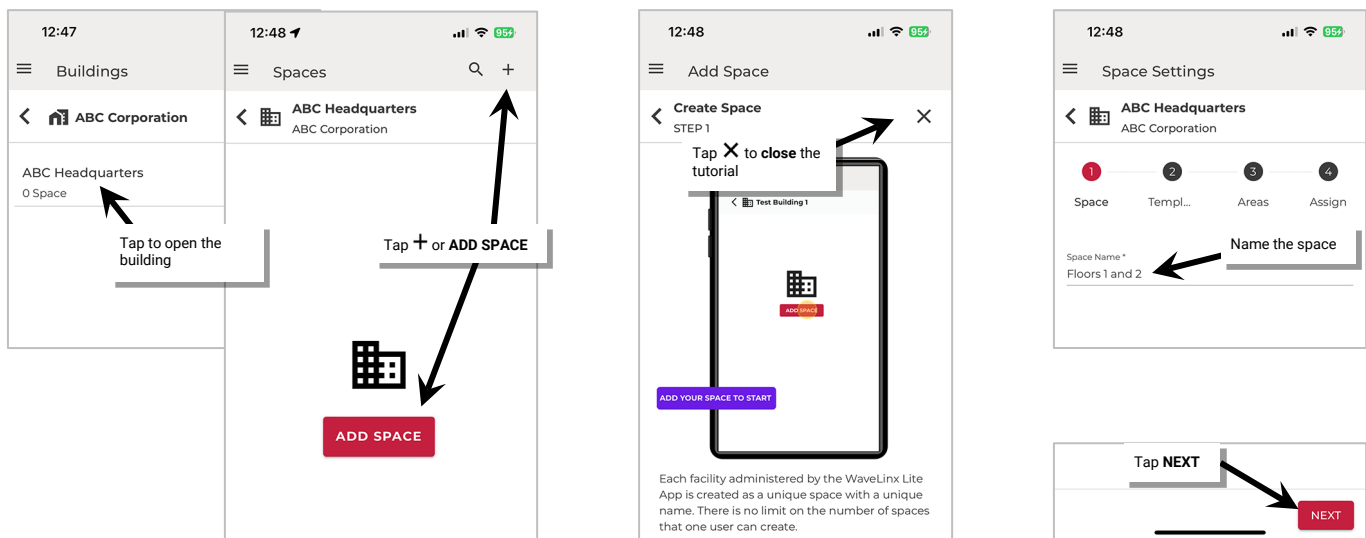 12:47
Buildings
ABC Corporation
ABC Headquarters
0 Space
Tap to open the
building
12:48
95
Spaces
ABC Headquarters
ABC Corporation
Tap + or ADD SPACE
ADD SPACE
12:48
95
Add Space
Create Space
STEP 1
Tap ✕ to close the
tutorial
Test Building 1
ADD SPACE
ADD YOUR SPACE TO START
Each facility administered by the WaveLinx Lite
App is created as a unique space with a unique
name. There is no limit on the number of spaces
that one user can create.
12:48
95
Space Settings
ABC Headquarters
ABC Corporation
1 2 3 4
Space Templ... Areas Assign
Name the space
Space Name *
Floors 1 and 2
Tap NEXT
NEXT